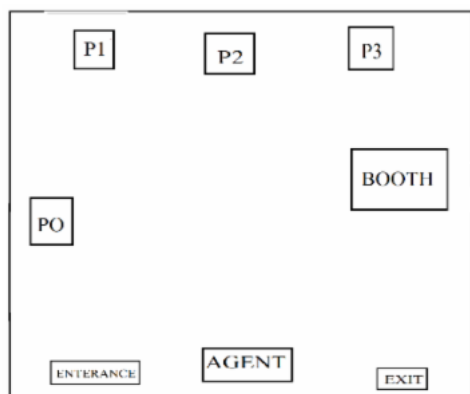 P1
P2
P3
BOOTH
PO
ENTERANCE
AGENT
EXIT